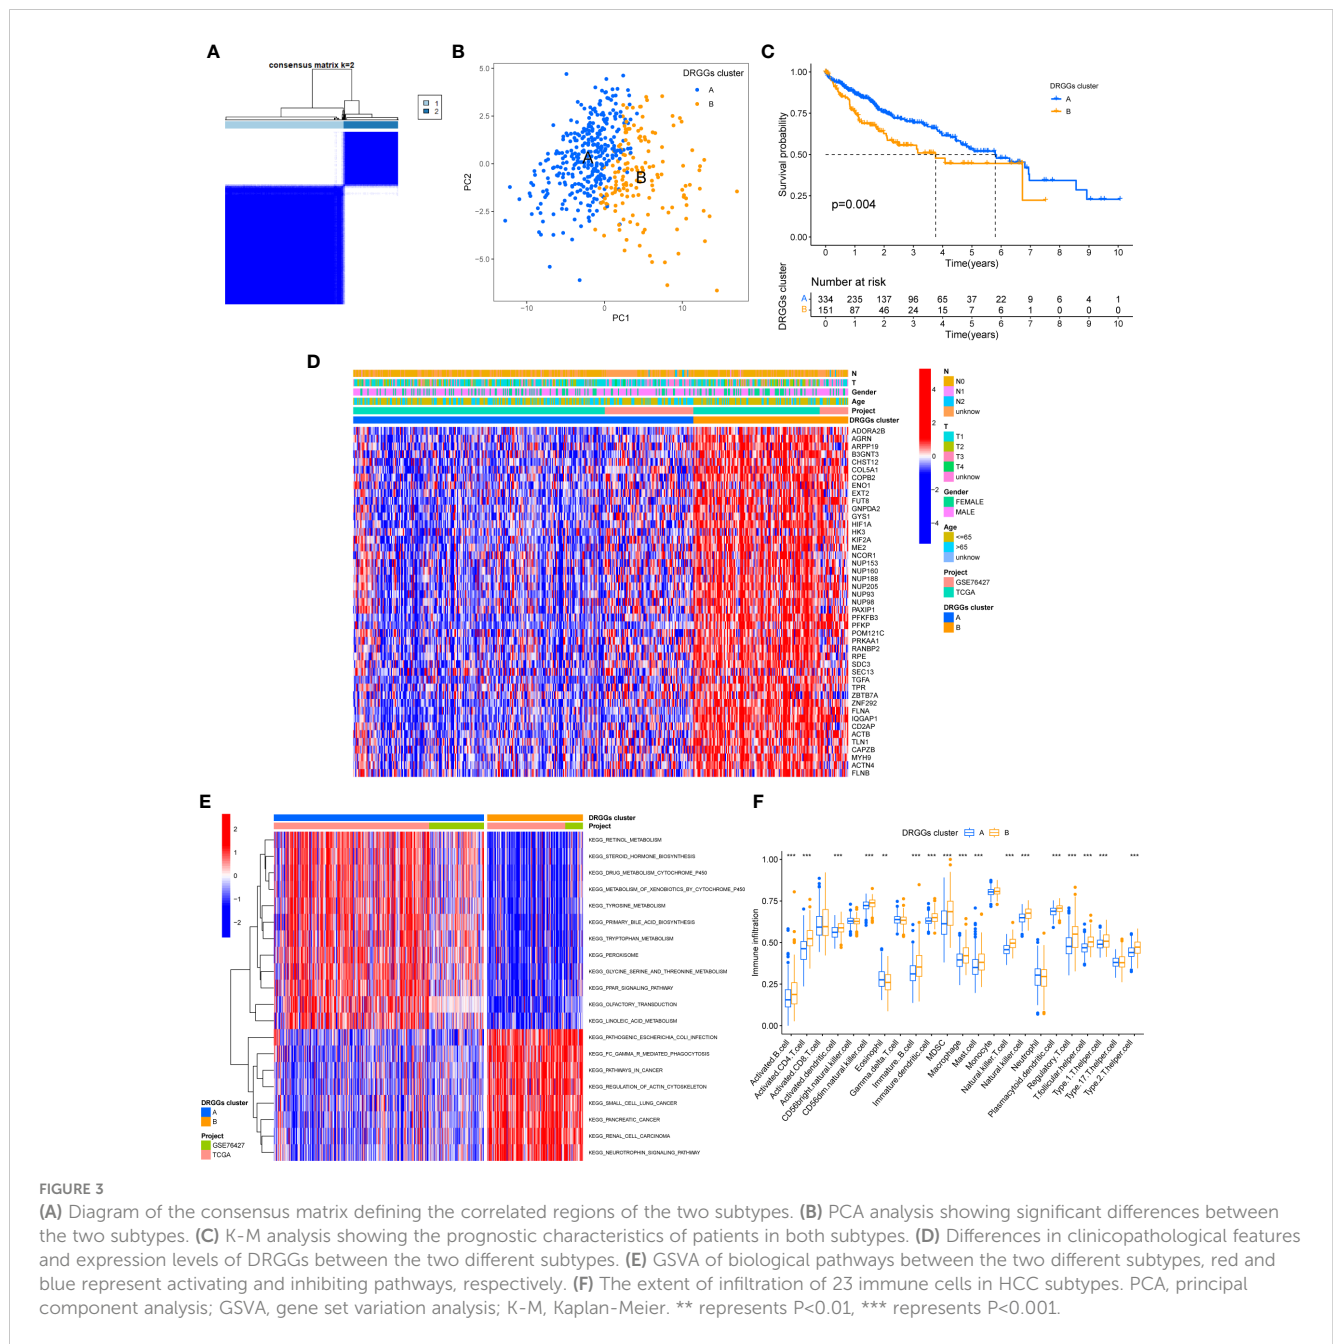 A
consensus matrix k=2
1
2
B
DRGGs cluster
A
B
A
B
5.0
2.5
0.0
−2.5
−5.0
PC2
−10
0
10
PC1
C
DRGGs cluster
A
B
1.00
0.75
0.50
0.25
0.00
Survival probability
p=0.004
0 1 2 3 4 5 6 7 8 9 10
Time(years)
Number at risk
DRGGs cluster
A 334 235 137 96 65 37 22 9 6 4 1
B 151 87 46 24 15 7 6 1 0 0 0
0 1 2 3 4 5 6 7 8 9 10
Time(years)
D
N
T
Gender
Age
Project
DRGGs cluster
ADORA2B
AGRN
ARPP19
B3GNT3
CHST12
COL5A1
COPB2
ENO1
EXT2
FUT8
GNPDA2
GYS1
HIF1A
HK3
KIF2A
ME2
NCOR1
NUP153
NUP160
NUP188
NUP205
NUP93
NUP98
PAXIP1
PFKFB3
PFKP
POM121C
PRKAA1
RANBP2
RPE
SDC3
SEC13
TGFA
TPR
ZBTB7A
ZNF292
FLNA
IQGAP1
CD2AP
ACTB
TLN1
CAPZB
MYH9
ACTN4
FLNB
4
2
0
−2
−4
N
N0
N1
N2
unknow
T
T1
T2
T3
T4
unknow
Gender
FEMALE
MALE
Age
<=65
>65
unknow
Project
GSE76427
TCGA
DRGGs cluster
A
B
E
2
1
0
−1
−2
DRGGs cluster
Project
KEGG_RETINOL_METABOLISM
KEGG_STEROID_HORMONE_BIOSYNTHESIS
KEGG_DRUG_METABOLISM_CYTOCHROME_P450
KEGG_METABOLISM_OF_XENOBIOTICS_BY_CYTOCHROME_P450
KEGG_TYROSINE_METABOLISM
KEGG_PRIMARY_BILE_ACID_BIOSYNTHESIS
KEGG_TRYPTOPHAN_METABOLISM
KEGG_PEROXISOME
KEGG_GLYCINE_SERINE_AND_THREONINE_METABOLISM
KEGG_PPAR_SIGNALING_PATHWAY
KEGG_OLFACTORY_TRANSDUCTION
KEGG_LINOLEIC_ACID_METABOLISM
KEGG_PATHOGENIC_ESCHERICHIA_COLI_INFECTION
KEGG_FC_GAMMA_R_MEDIATED_PHAGOCYTOSIS
KEGG_PATHWAYS_IN_CANCER
KEGG_REGULATION_OF_ACTIN_CYTOSKELETON
KEGG_SMALL_CELL_LUNG_CANCER
KEGG_PANCREATIC_CANCER
KEGG_RENAL_CELL_CARCINOMA
KEGG_NEUROTROPHIN_SIGNALING_PATHWAY
DRGGs cluster
A
B
Project
GSE76427
TCGA
F
DRGGs cluster A B
*** *** *** *** ** *** *** *** *** *** *** *** *** *** *** *** ***
1.00
0.75
0.50
0.25
0.00
Immune infiltration
Activated.B.cell
Activated.CD4.T.cell
Activated.CD8.T.cell
Activated.dendritic.cell
CD56bright.natural.killer.cell
CD56dim.natural.killer.cell
Eosinophil
Gamma.delta.T.cell
Immature..B.cell
Immature.dendritic.cell
MDSC
Macrophage
Mast.cell
Monocyte
Natural.killer.T.cell
Natural.killer.cell
Neutrophil
Plasmacytoid.dendritic.cell
Regulatory.T.cell
T.follicular.helper.cell
Type.1.T.helper.cell
Type.17.T.helper.cell
Type.2.T.helper.cell
FIGURE 3
(A) Diagram of the consensus matrix defining the correlated regions of the two subtypes. (B) PCA analysis showing significant differences between
the two subtypes. (C) K-M analysis showing the prognostic characteristics of patients in both subtypes. (D) Differences in clinicopathological features
and expression levels of DRGGs between the two different subtypes. (E) GSVA of biological pathways between the two different subtypes, red and
blue represent activating and inhibiting pathways, respectively. (F) The extent of infiltration of 23 immune cells in HCC subtypes. PCA, principal
component analysis; GSVA, gene set variation analysis; K-M, Kaplan-Meier. ** represents P<0.01, *** represents P<0.001.